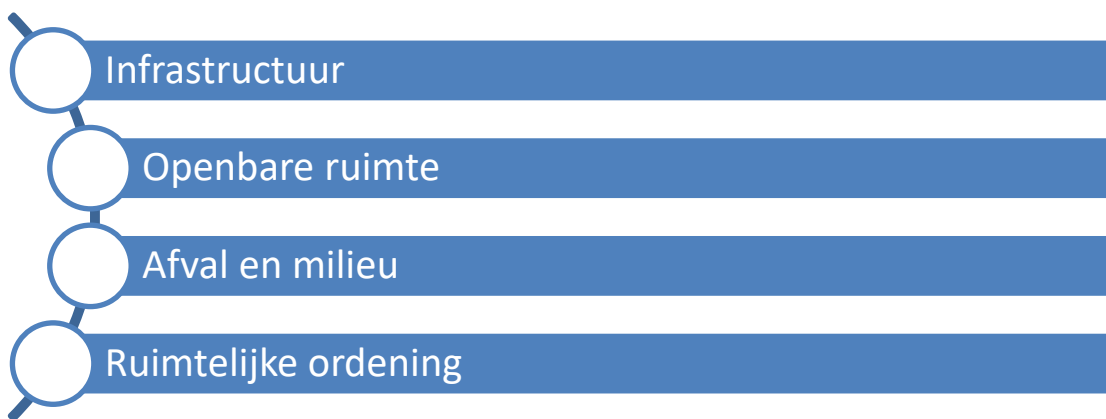 Infrastructuur
Openbare ruimte
Afval en milieu
Ruimtelijke ordening